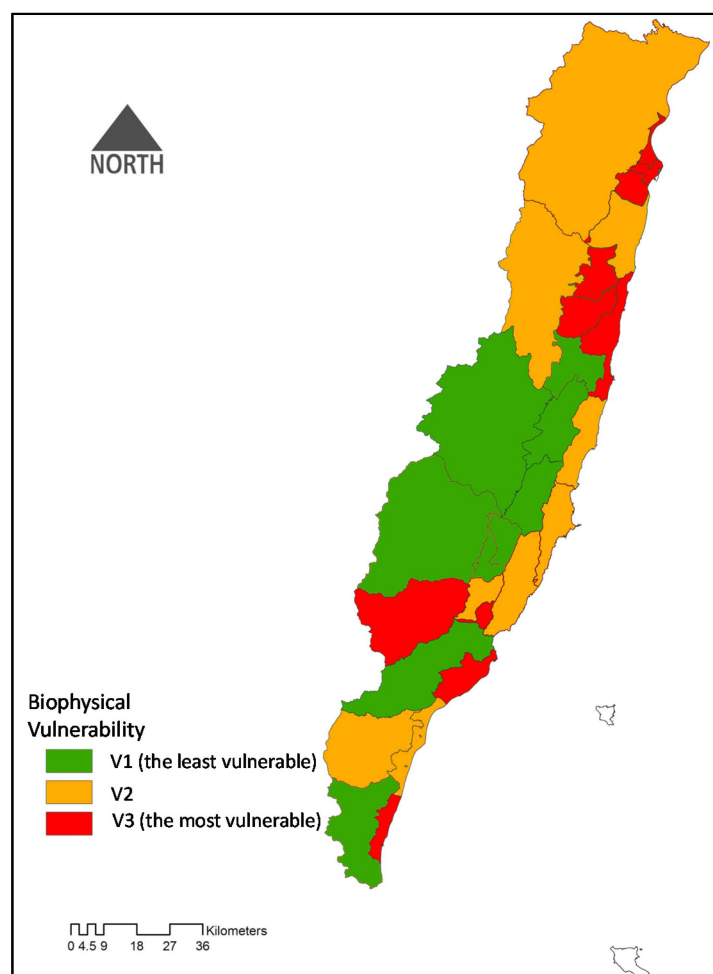 NORTH
Biophysical
Vulnerability
V1 (the least vulnerable)
V2
V3 (the most vulnerable)
Kilometers
0 4.5 9 18 27 36